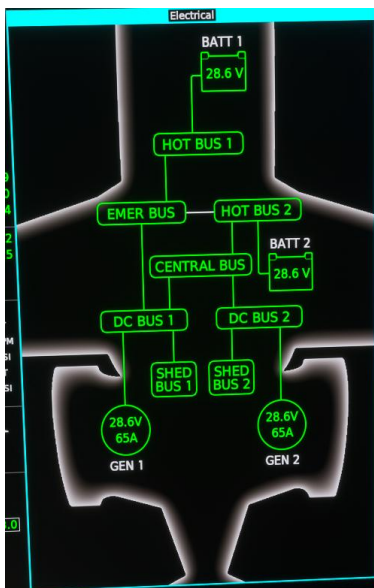 Electrical
BATT 1
28.6 V
HOT BUS 1
EMER BUS
HOT BUS 2
CENTRAL BUS
BATT 2
28.6 V
DC BUS 1
DC BUS 2
SHED
BUS 1
SHED
BUS 2
28.6V
65A
GEN 1
28.6V
65A
GEN 2